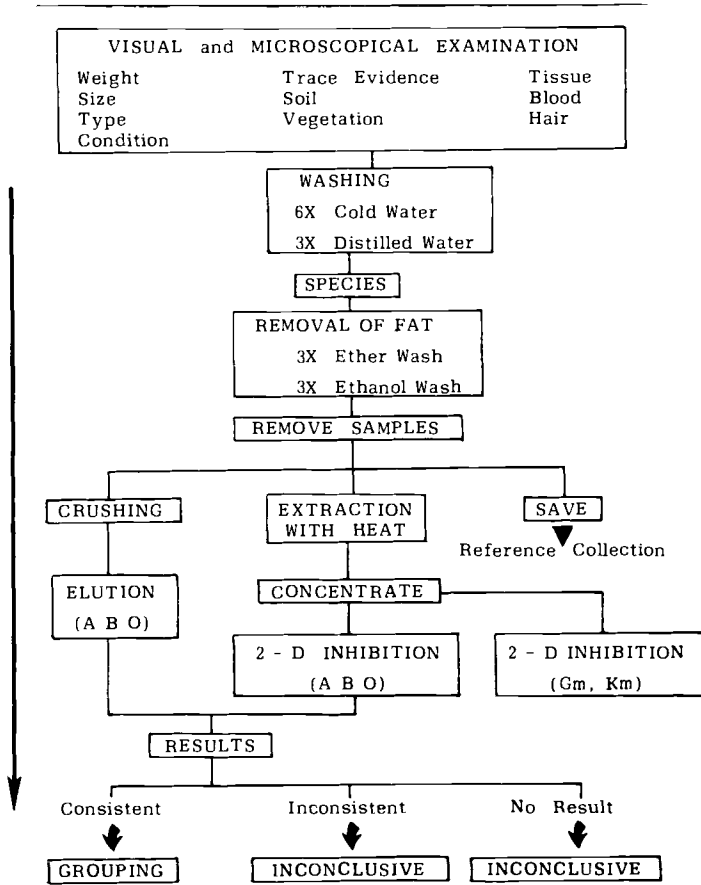 VISUAL and MICROSCOPICAL EXAMINATION
Weight Trace Evidence Tissue
Size Soil Blood
Type Vegetation Hair
Condition
WASHING
6X Cold Water
3X Distilled Water
SPECIES
REMOVAL OF FAT
3X Ether Wash
3X Ethanol Wash
REMOVE SAMPLES
CRUSHING
EXTRACTION
WITH HEAT
SAVE
Reference Collection
ELUTION
(A B O)
CONCENTRATE
2 - D INHIBITION
(A B O)
2 - D INHIBITION
(Gm, Km)
RESULTS
Consistent Inconsistent No Result
GROUPING INCONCLUSIVE INCONCLUSIVE